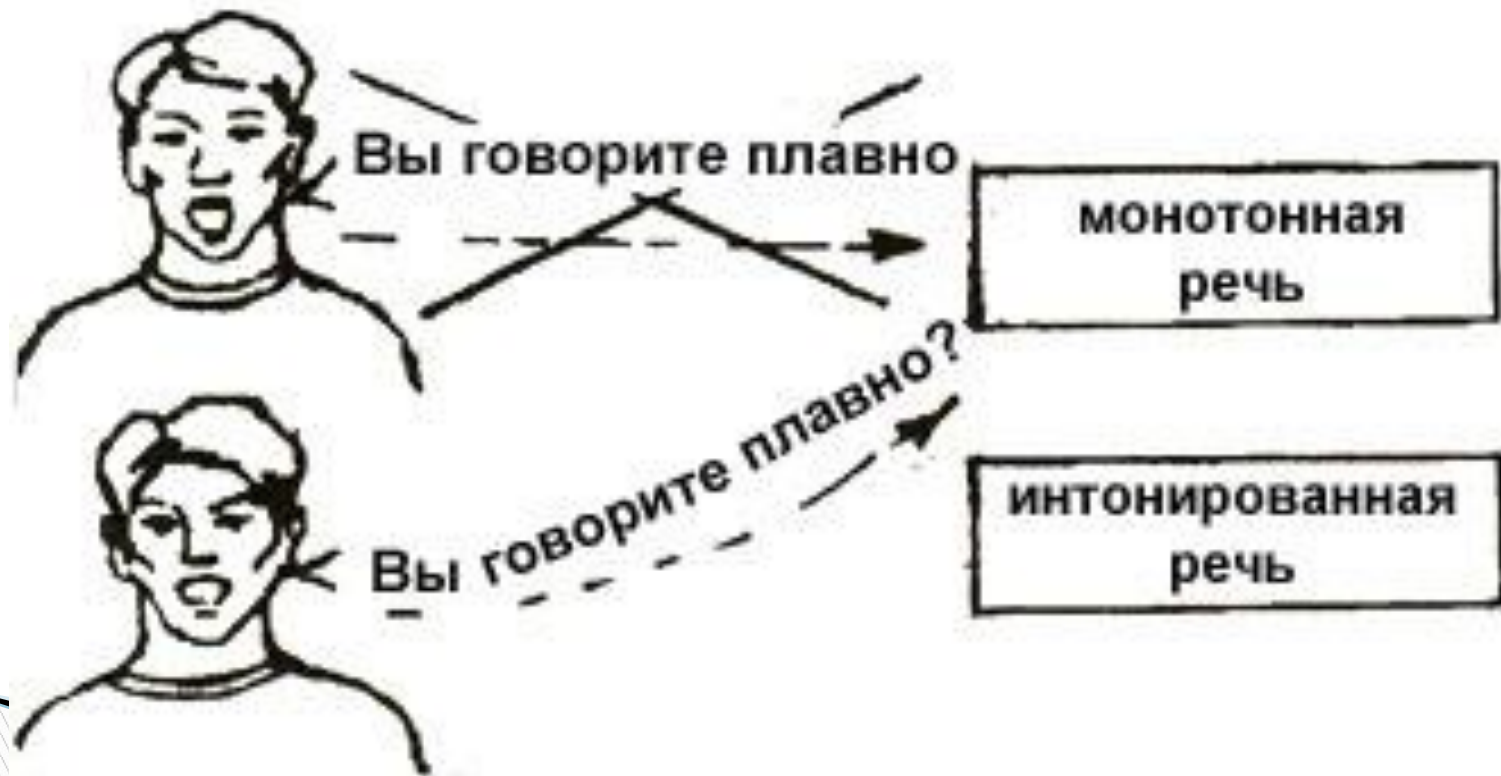 Вы говорите плавно
монотонная
речь
Вы говорите плавно?
интонированная
речь